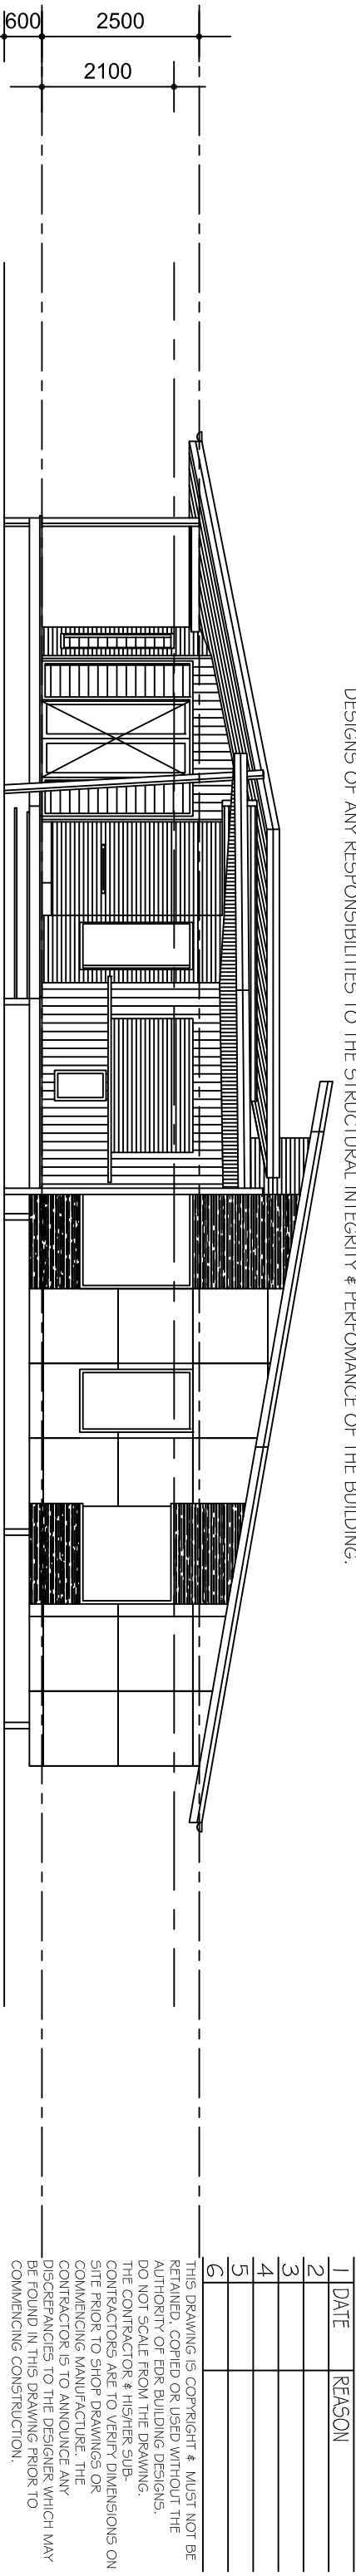 600
2500
2100
DESIGNS OF ANY RESPONSIBILITIES TO THE STRUCTURAL INTEGRITY & PERFOMANCE OF THE BUILDING.
1 DATE REASON
2
3
4
5
6
THIS DRAWING IS COPYRIGHT & MUST NOT BE
RETAINED, COPIED OR USED WITHOUT THE
AUTHORITY OF EDR BUILDING DESIGNS.
DO NOT SCALE FROM THE DRAWING.
THE CONTRACTOR & HIS/HER SUB-
CONTRACTORS ARE TO VERIFY DIMENSIONS ON
SITE PRIOR TO SHOP DRAWINGS OR
COMMENCING MANUFACTURE. THE
CONTRACTOR IS TO ANNOUNCE ANY
DISCREPANCIES TO THE DESIGNER WHICH MAY
BE FOUND IN THIS DRAWING PRIOR TO
COMMENCING CONSTRUCTION.